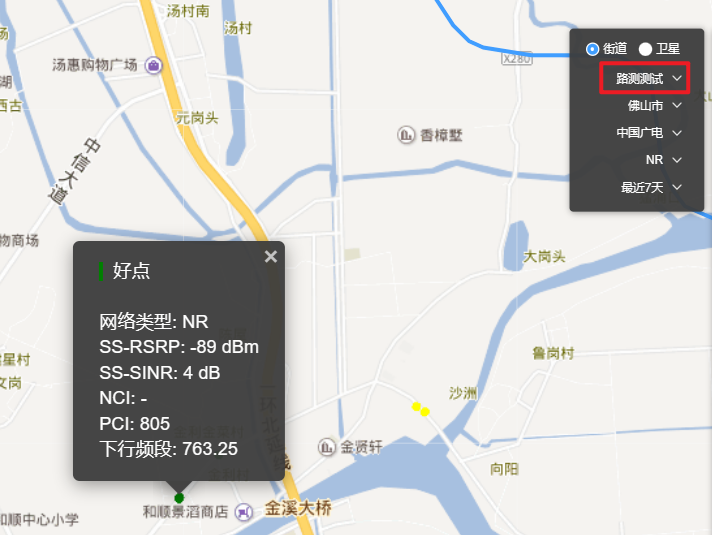 汤村南
汤村
汤惠购物广场
湖
西古
元岗头
中信大道
物商场
X280
香樟墅
街道 卫星
路测测试
佛山市
中国广电
NR
最近7天
大岗头
鲁岗村
沙洲
向阳
金贤轩
好点
网络类型: NR
SS-RSRP: -89 dBm
SS-SINR: 4 dB
NCI: -
PCI: 805
下行频段: 763.25
星村
文岗
和顺景滔商店
金溪大桥
和顺中心小学